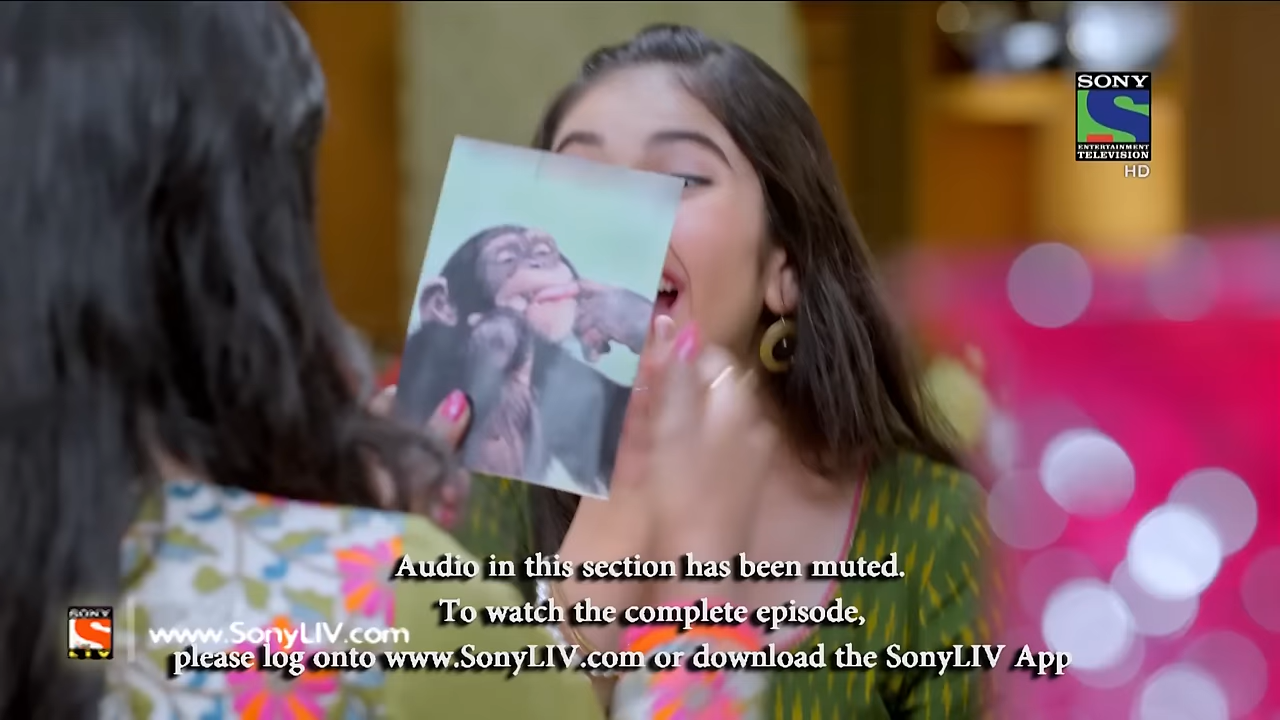 SONY
ENTERTAINMENT
TELEVISION
HD
Audio in this section has been muted.
To watch the complete episode,
SONY
LIV
www.SonyLIV.com
please log onto www.SonyLIV.com or download the SonyLIV App